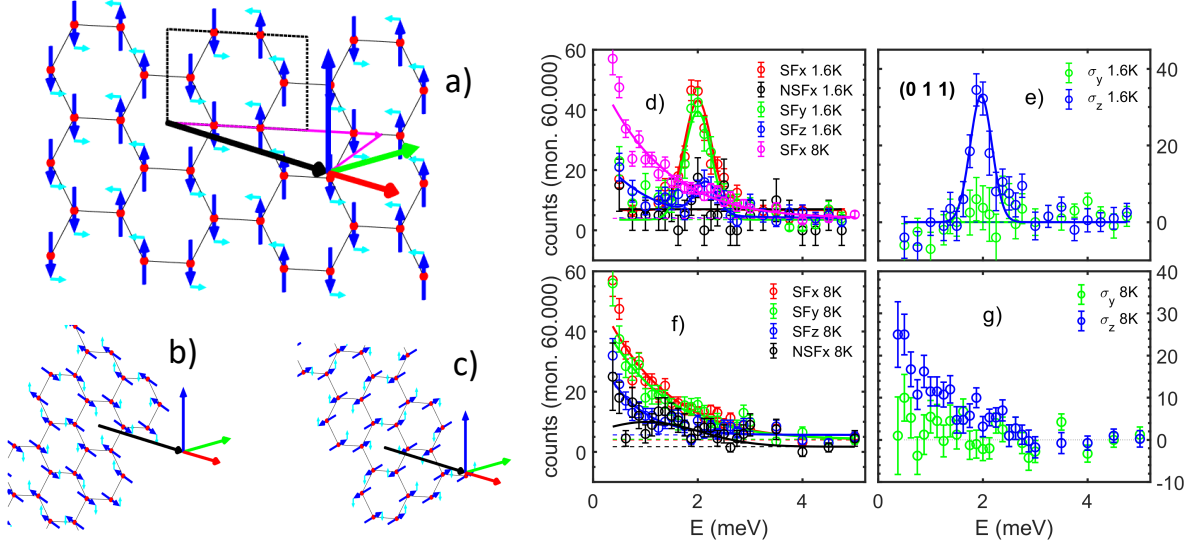 a)
b)
c)
counts (mon. 60.000)
60
40
20
0
d)
SFx 1.6K
NSFx 1.6K
SFy 1.6K
SFz 1.6K
SFx 8K
(0 1 1)
e)
σy 1.6K
σz 1.6K
40
20
0
counts (mon. 60.000)
60
40
20
0
f)
SFx 8K
SFy 8K
SFz 8K
NSFx 8K
g)
σy 8K
σz 8K
40
30
20
10
0
-10
0 2 4
E (meV)
0 2 4
E (meV)